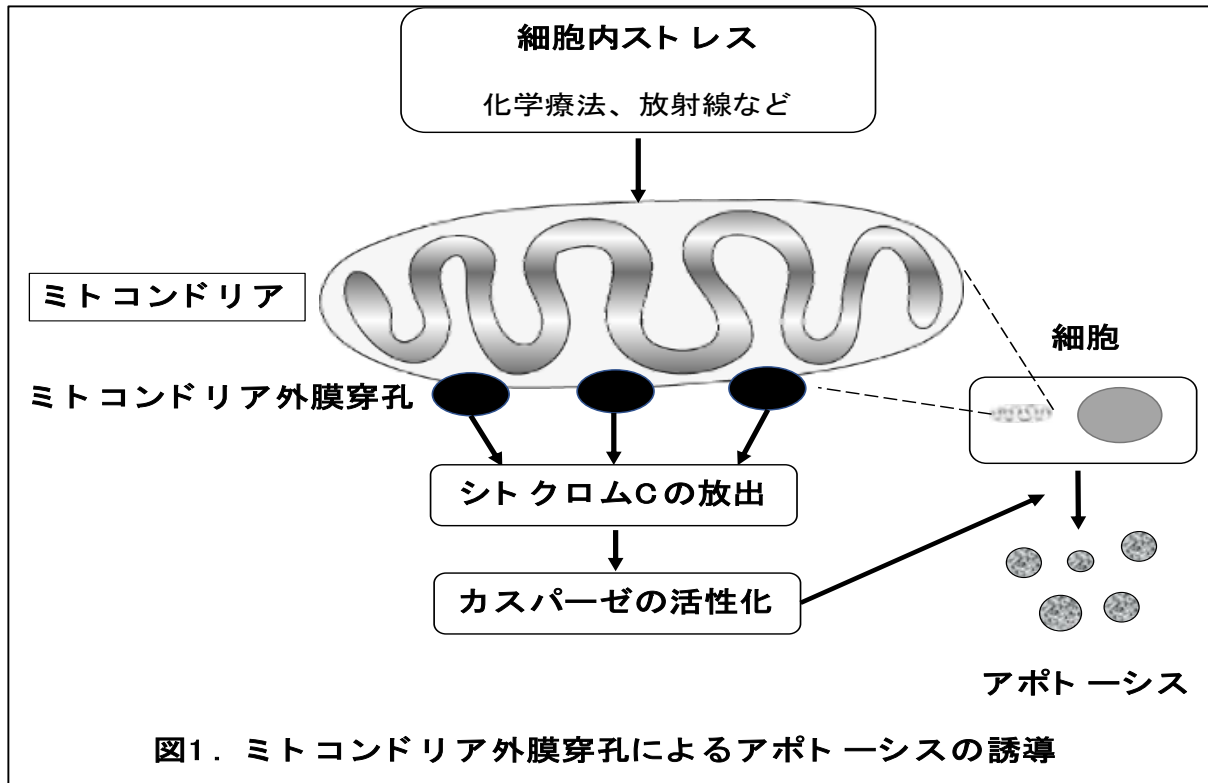 細胞内ストレス
化学療法、放射線など
ミトコンドリア
細胞
ミトコンドリア外膜穿孔
シトクロムCの放出
カスパーゼの活性化
アポトーシス
図1. ミトコンドリア外膜穿孔によるアポトーシスの誘導